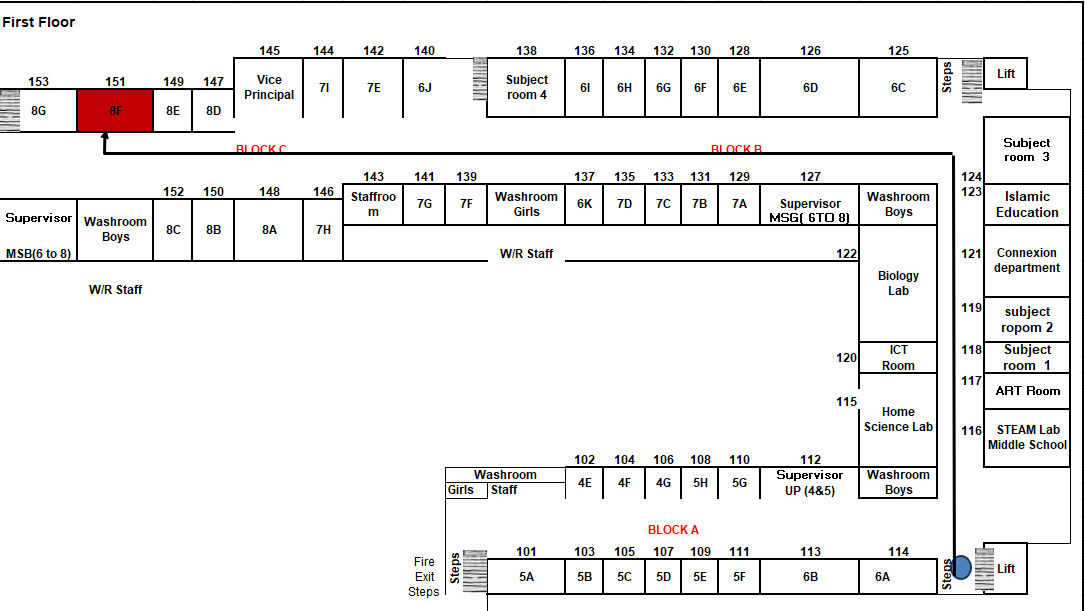 First Floor
145 144 142 140 138 136 134 132 130 128 126 125
153 151 149 147
Vice
Principal
7I 7E 6J
Subject
room 4
6I 6H 6G 6F 6E 6D 6C
Steps
Lift
8G 8F 8E 8D
BLOCK C BLOCK B
Subject
room 3
143 141 139 137 135 133 131 129 127
124
152 150 148 146
123
Staffroo
m
7G 7F
Washroom
Girls
6K 7D 7C 7B 7A
Supervisor
MSG( 6TO 8)
Washroom
Boys
Islamic
Education
Supervisor
MSB(6 to 8)
Washroom
Boys
8C 8B 8A 7H
W/R Staff
122
121
Connexion
department
W/R Staff
Biology
Lab
119
subject
ropom 2
120
ICT
Room
118
Subject
room 1
117
ART Room
115
Home
Science Lab
116
STEAM Lab
Middle School
102 104 106 108 110 112
Washroom
Girls Staff
4E 4F 4G 5H 5G
Supervisor
UP (4&5)
Washroom
Boys
BLOCK A
101 103 105 107 109 111 113 114
Fire
Exit
Steps
Steps
5A 5B 5C 5D 5E 5F 6B 6A
Steps
Lift